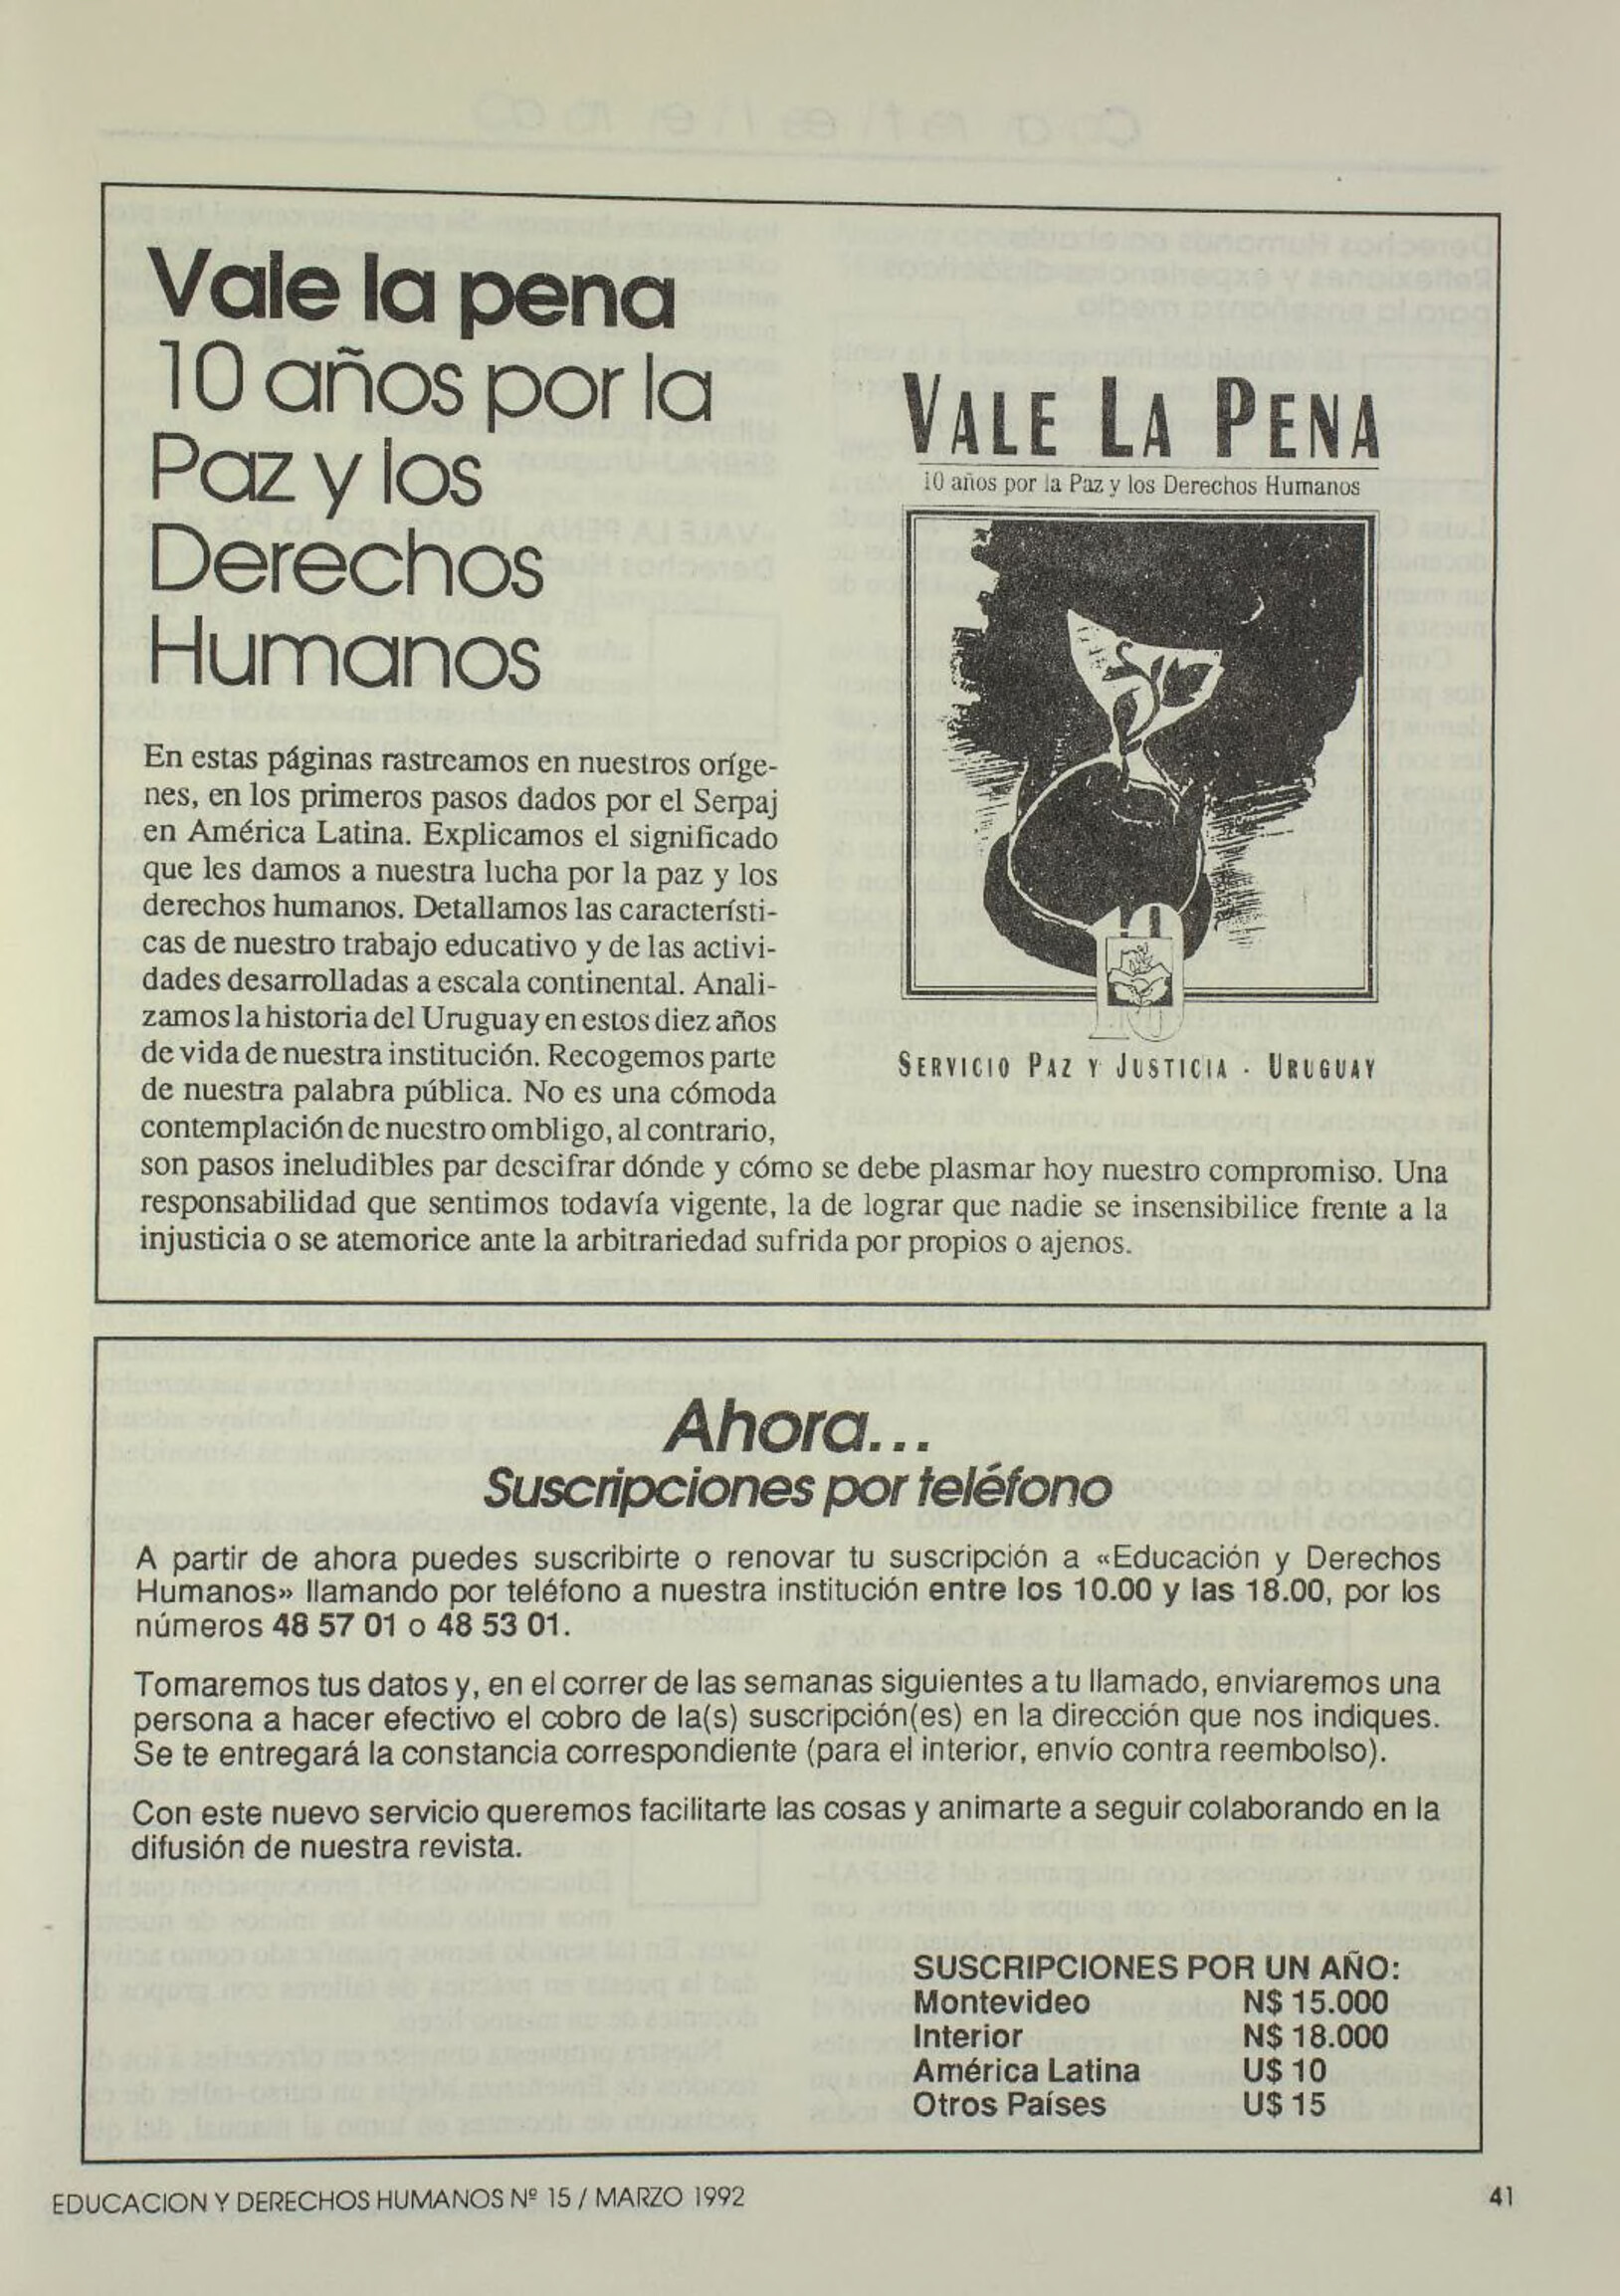 Vale la pena
10 años por la
Paz y los
Derechos
Humanos
En estas páginas rastreamos en nuestros oríge-
nes, en los primeros pasos dados por el Serpaj
en América Latina. Explicamos el significado
que les damos a nuestra lucha por la paz y los
derechos humanos. Detallamos las característi-
cas de nuestro trabajo educativo y de las activi-
dades desarrolladas a escala continental. Anali-
zamos la historia del Uruguay en estos diez años
de vida de nuestra institución. Recogemos parte
de nuestra palabra pública. No es una cómoda
contemplación de nuestro ombligo, al contrario,
son pasos ineludibles par descifrar dónde y cómo se debe plasmar hoy nuestro compromiso. Una
responsabilidad que sentimos todavía vigente, la de lograr que nadie se insensibilice frente a la
injusticia o se atemorice ante la arbitrariedad sufrida por propios o ajenos.
VALE LA PENA
10 años por la Paz y los Derechos Humanos
10
SERVICIO PAZ Y JUSTICIA - URUGUAY
Ahora...
Suscripciones por teléfono
A partir de ahora puedes suscribirte o renovar tu suscripción a «Educación y Derechos
Humanos» llamando por teléfono a nuestra institución entre los 10.00 y las 18.00, por los
números 48 57 01 o 48 53 01.
Tomaremos tus datos y, en el correr de las semanas siguientes a tu llamado, enviaremos una
persona a hacer efectivo el cobro de la(s) suscripción(es) en la dirección que nos indiques.
Se te entregará la constancia correspondiente (para el interior, envío contra reembolso).
Con este nuevo servicio queremos facilitarte las cosas y animarte a seguir colaborando en la
difusión de nuestra revista.
SUSCRIPCIONES POR UN AÑO:
Montevideo N$ 15.000
Interior N$ 18.000
América Latina U$ 10
Otros Países U$ 15
EDUCACION Y DERECHOS HUMANOS Nº 15 / MARZO 1992
41